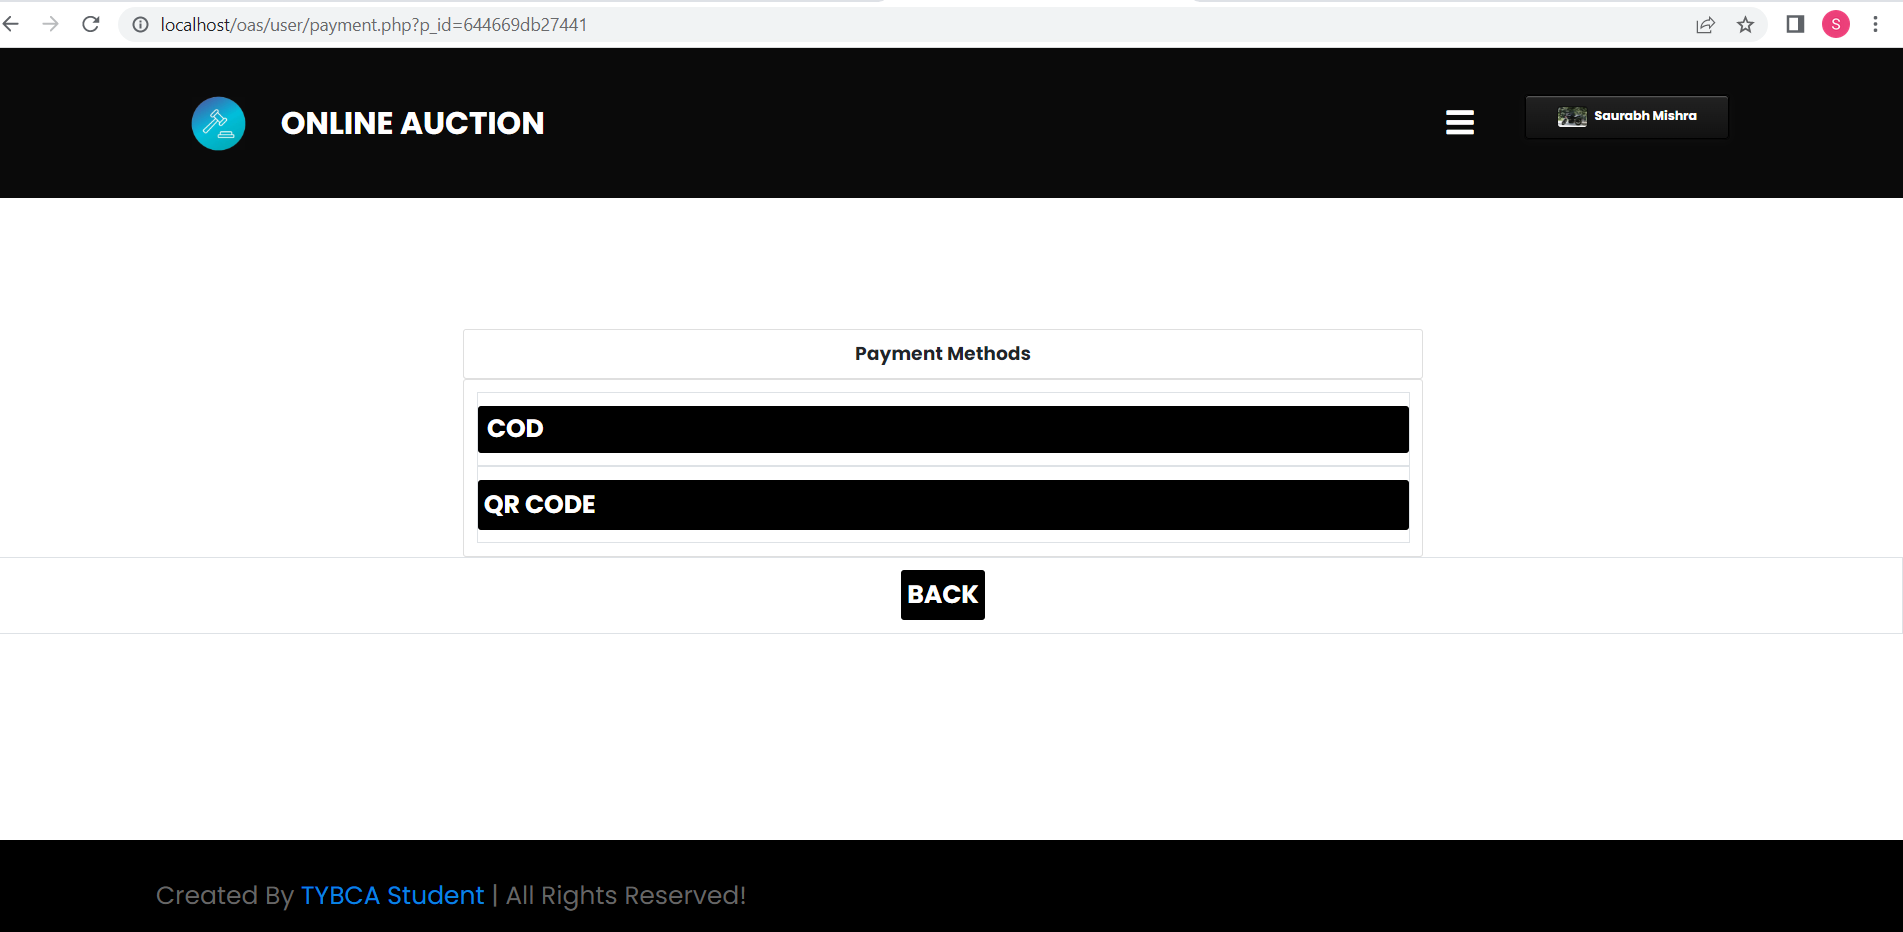 localhost/oas/user/payment.php?p_id=644669db27441
S
ONLINE AUCTION
Saurabh Mishra
Payment Methods
COD
QR CODE
BACK
Created By TYBCA Student | All Rights Reserved!